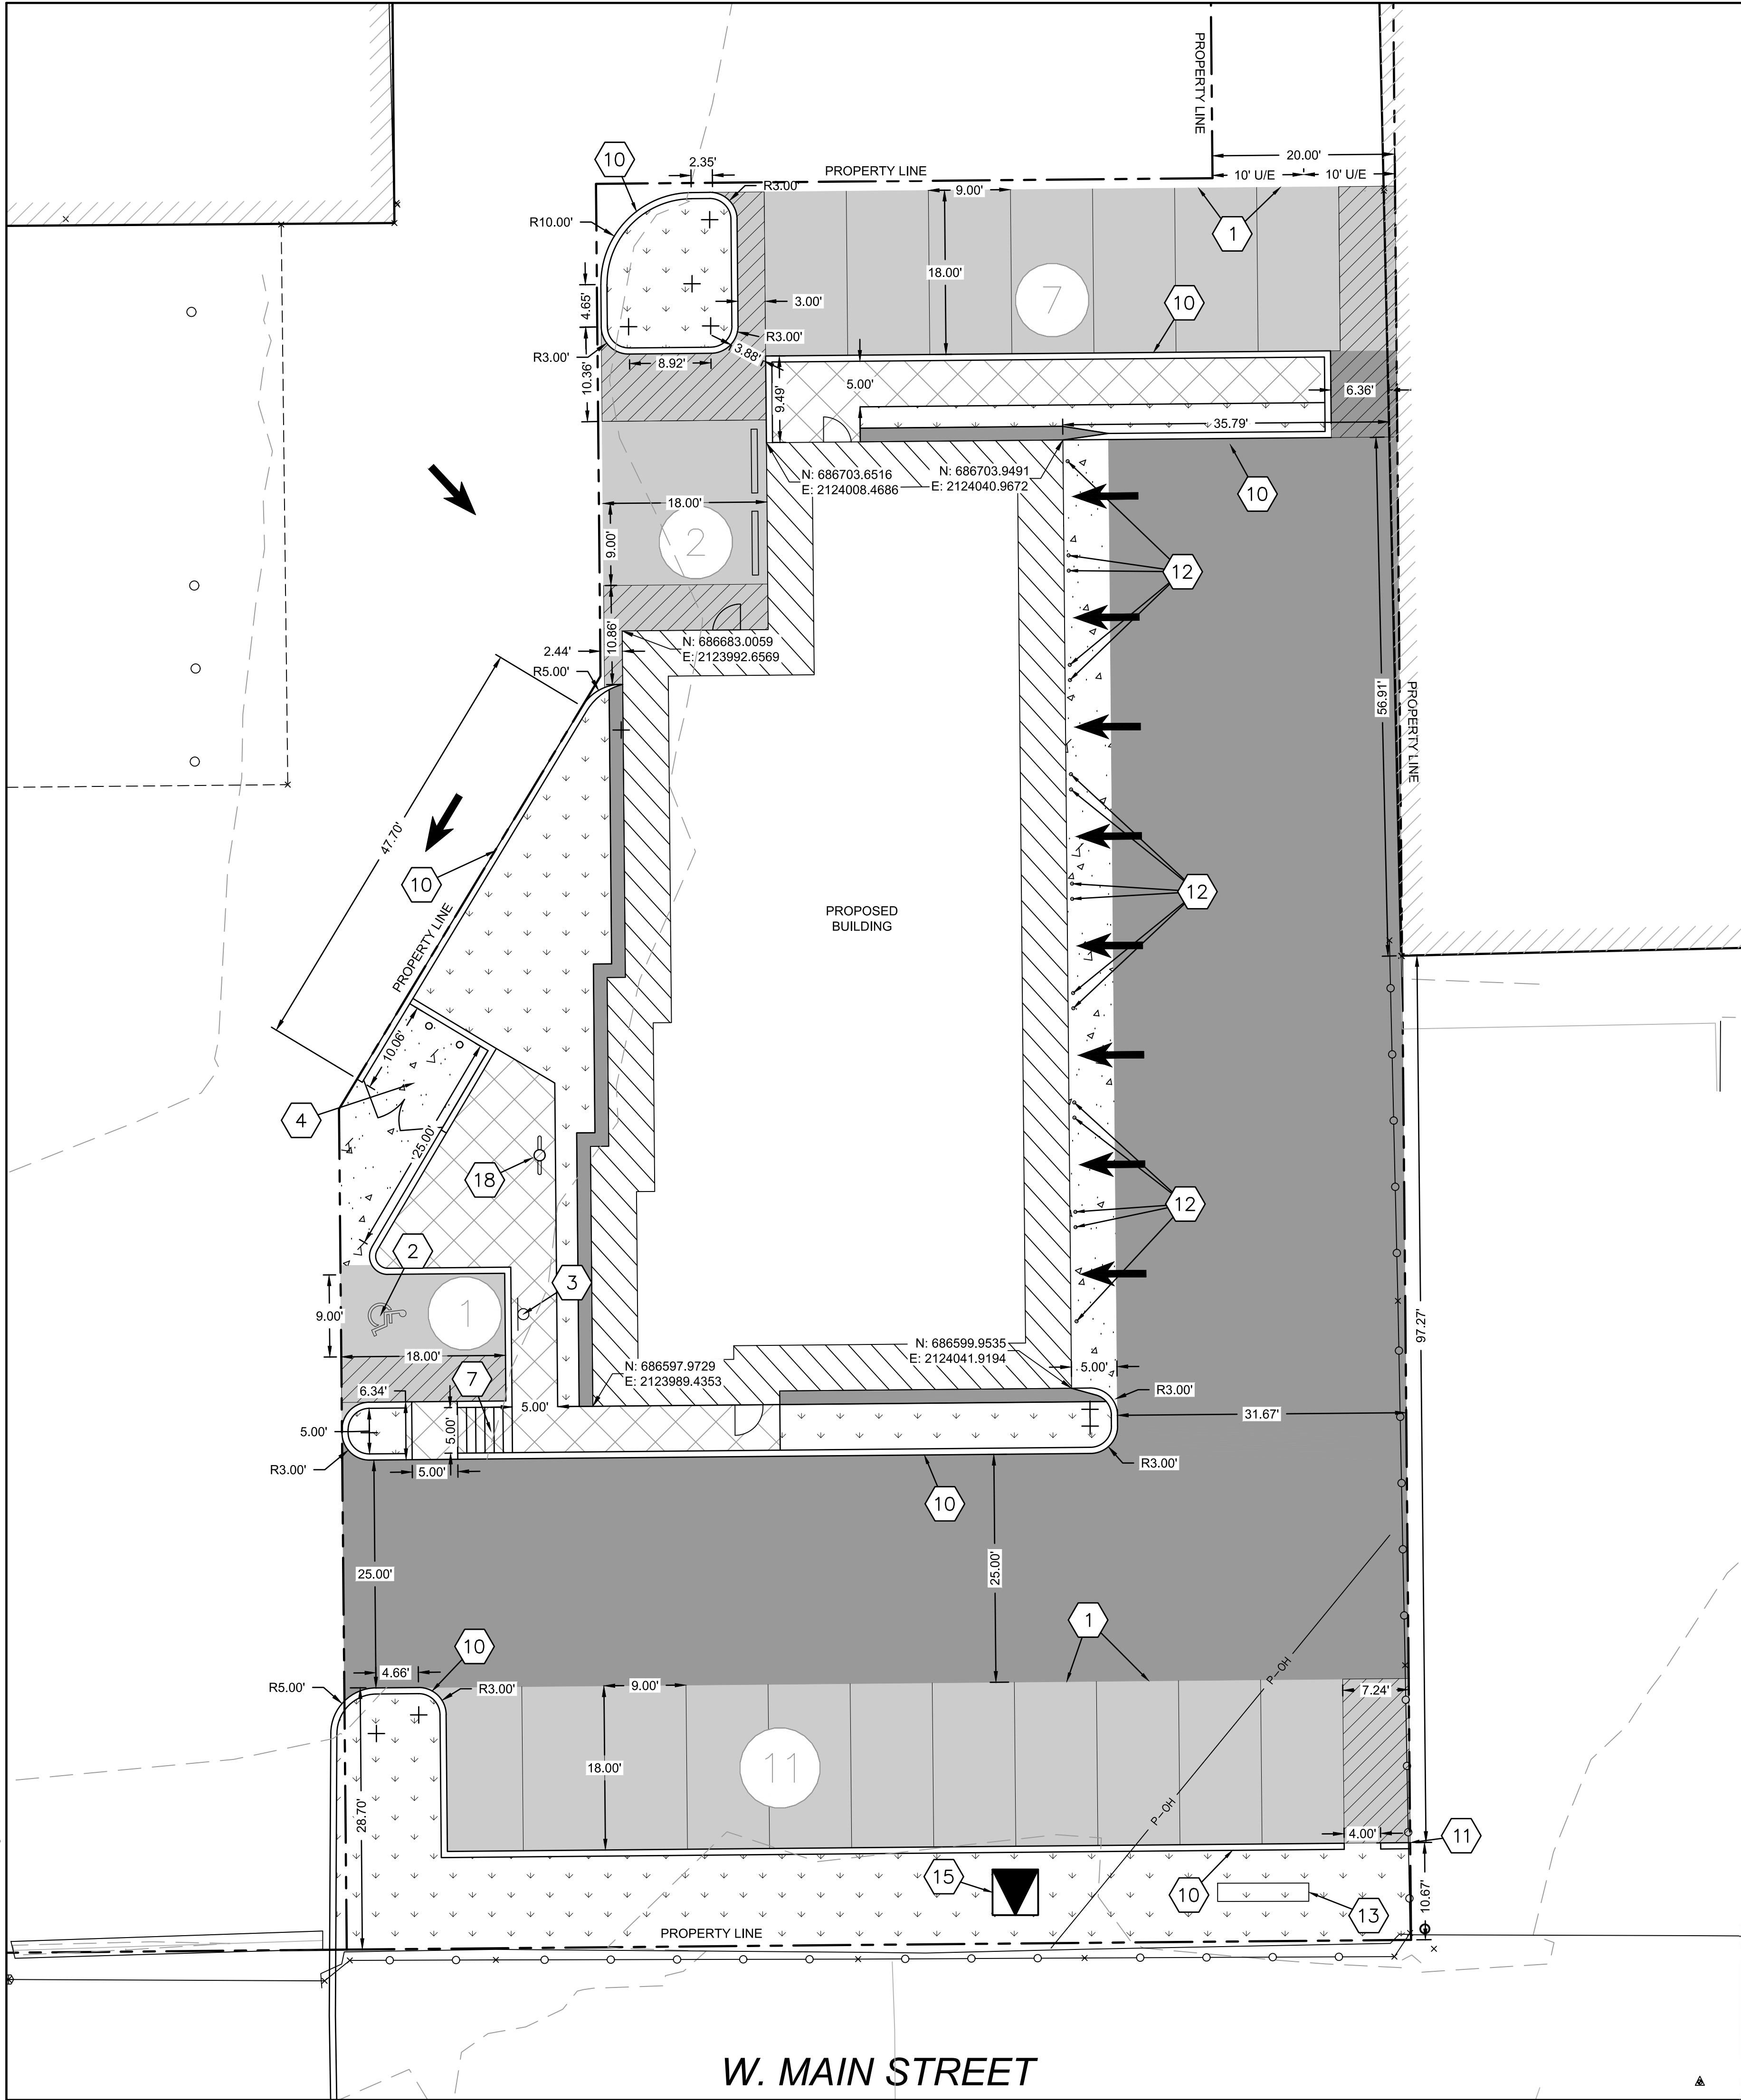 PROPERTY LINE
20.00'
10' U/E
10' U/E
10
2.35'
PROPERTY LINE
R3.00'
9.00'
R10.00'
1
18.00'
7
4.65'
3.00'
10
R3.00'
R3.00'
3.88'
8.92'
10.36'
5.00'
9.49'
6.36'
35.79'
N: 686703.6516
E: 2124008.4686
N: 686703.9491
E: 2124040.9672
10
18.00'
2
9.00'
12
10.86'
N: 686683.0059
E: 2123992.6569
2.44'
R5.00'
56.91'
PROPERTY LINE
47.70'
10
PROPERTY LINE
PROPOSED
BUILDING
12
10.06'
4
25.00'
18
12
2
3
1
9.00'
18.00'
97.27'
N: 686599.9535
E: 2124041.9194
N: 686597.9729
E: 2123989.4353
5.00'
7
6.34'
R3.00'
5.00'
31.67'
5.00'
5.00'
R3.00'
5.00'
R3.00'
10
25.00'
25.00'
1
10
4.66'
P-OH
R5.00'
R3.00'
9.00'
7.24'
11
18.00'
28.70'
P-OH
4.00'
11
15
10
13
10.67'
PROPERTY LINE
W. MAIN STREET